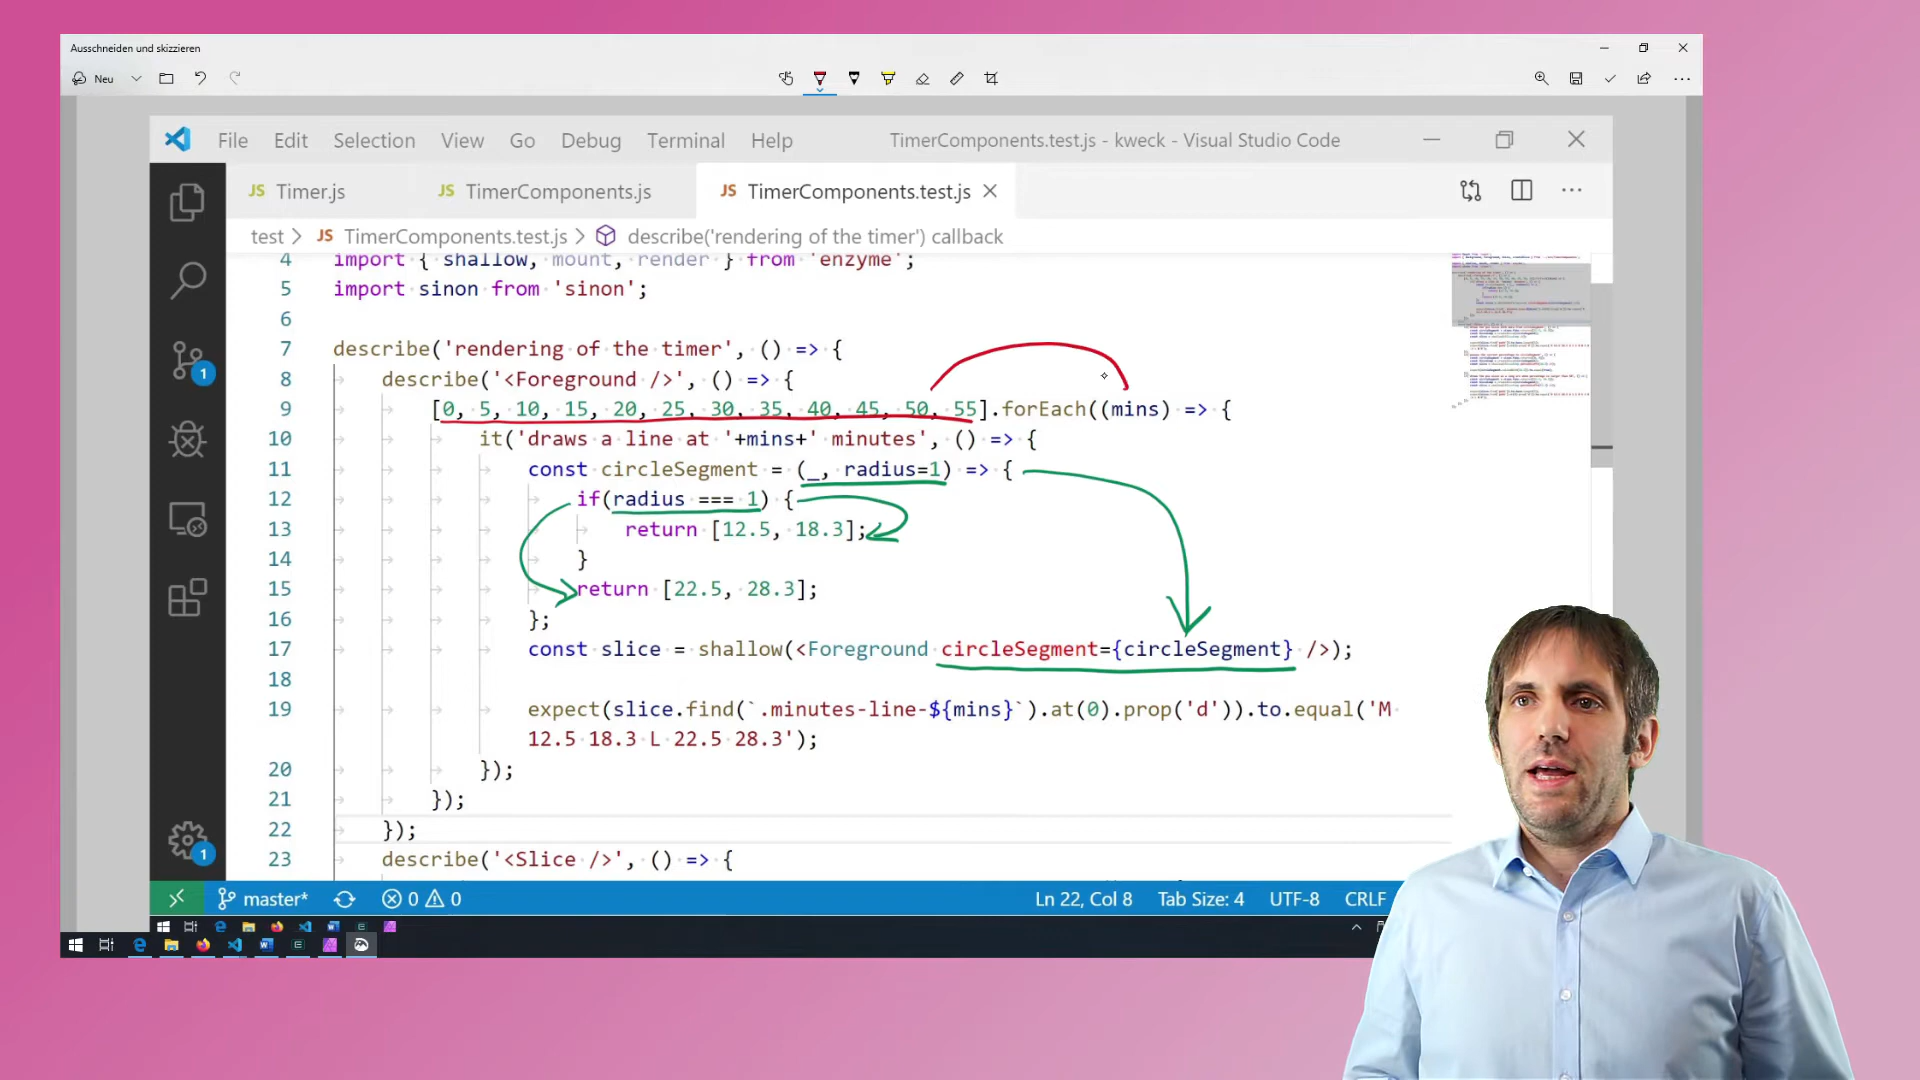 Ausschneiden und skizzieren
Neu
File Edit Selection View Go Debug Terminal Help TimerComponents.test.js - kweck - Visual Studio Code
JS Timer.js JS TimerComponents.js JS TimerComponents.test.js
test > JS TimerComponents.test.js > describe('rendering of the timer') callback
4 import { shallow, mount, render } from 'enzyme';
5 import sinon from 'sinon';
6
7 describe('rendering of the timer', () => {
8 describe('<Foreground />', () => {
9 [0, 5, 10, 15, 20, 25, 30, 35, 40, 45, 50, 55].forEach((mins) => {
10 it('draws a line at '+mins+' minutes', () => {
11 const circleSegment = (_, radius=1) => {
12 if(radius === 1) {
13 return [12.5, 18.3];
14 }
15 return [22.5, 28.3];
16 };
17 const slice = shallow(<Foreground circleSegment={circleSegment} />);
18
19 expect(slice.find(`.minutes-line-${mins}`).at(0).prop('d')).to.equal('M
12.5 18.3 L 22.5 28.3');
20 });
21 });
22 });
23 describe('<Slice />', () => {
1
1
master* 0 0 Ln 22, Col 8 Tab Size: 4 UTF-8 CRLF